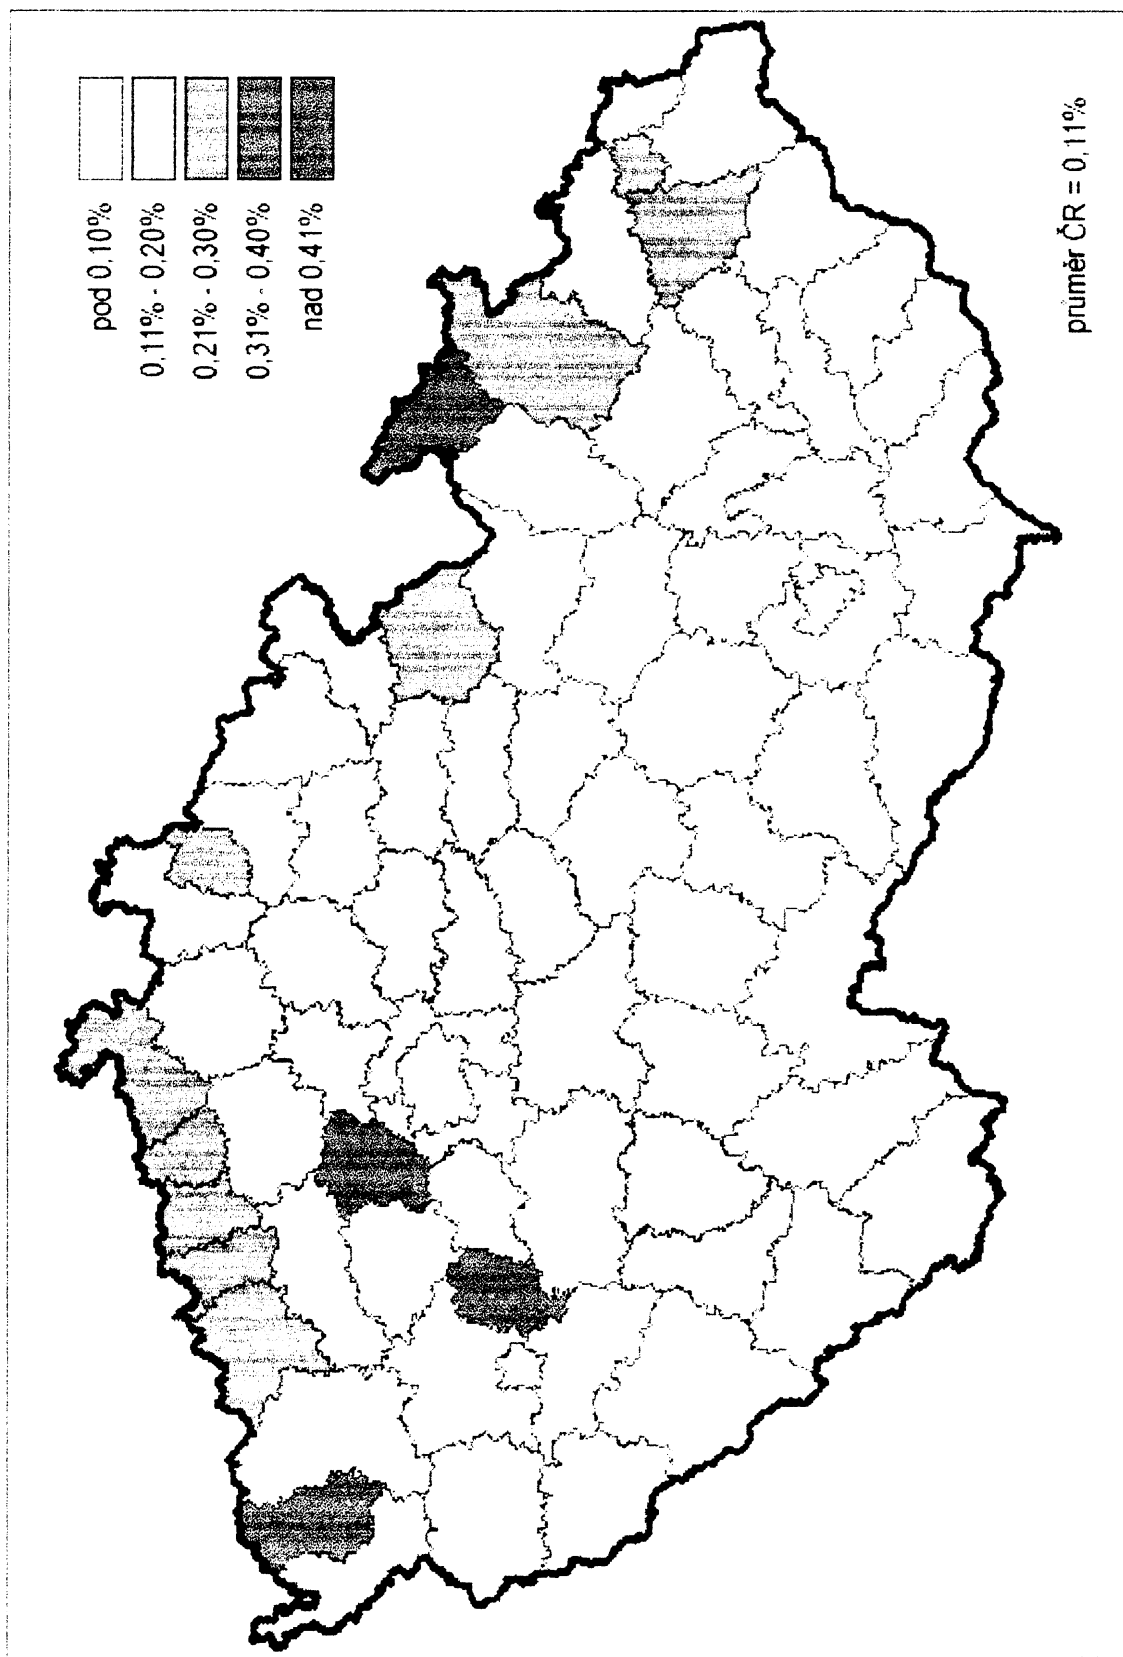 pod 0,10%
0,11% - 0,20%
0,21% - 0,30%
0,31% - 0,40%
nad 0,41%
průměr ČR = 0,11%